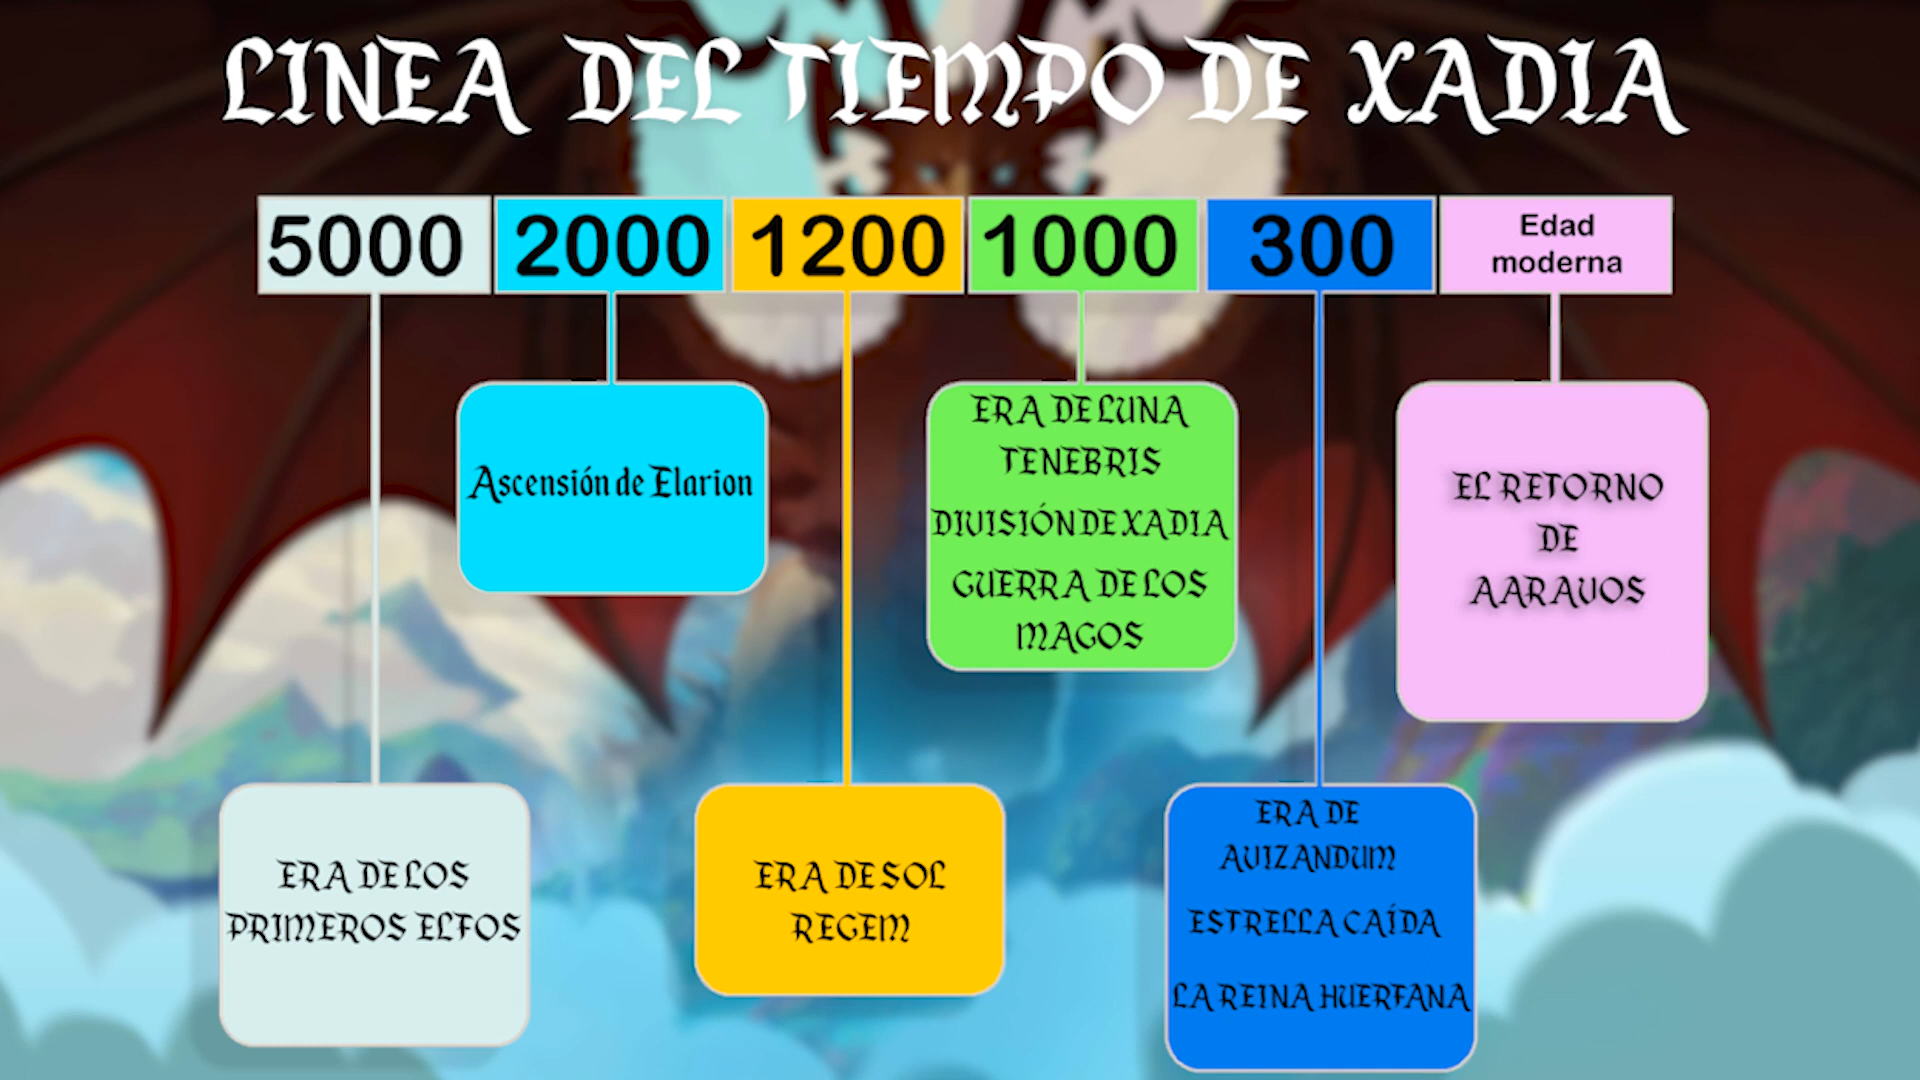 LINEA DEL TIEMPO DE XADIA
5000
2000
1200
1000
300
Edad
moderna
Ascensión de Elarion
ERA DE LUNA
TENEBRIS
DIVISIÓN DE XADIA
GUERRA DE LOS
MAGOS
EL RETORNO
DE
AARAVOS
ERA DE LOS
PRIMEROS ELFOS
ERA DE SOL
REGEM
ERA DE
AVIZANDUM
ESTRELLA CAÍDA
LA REINA HUERFANA